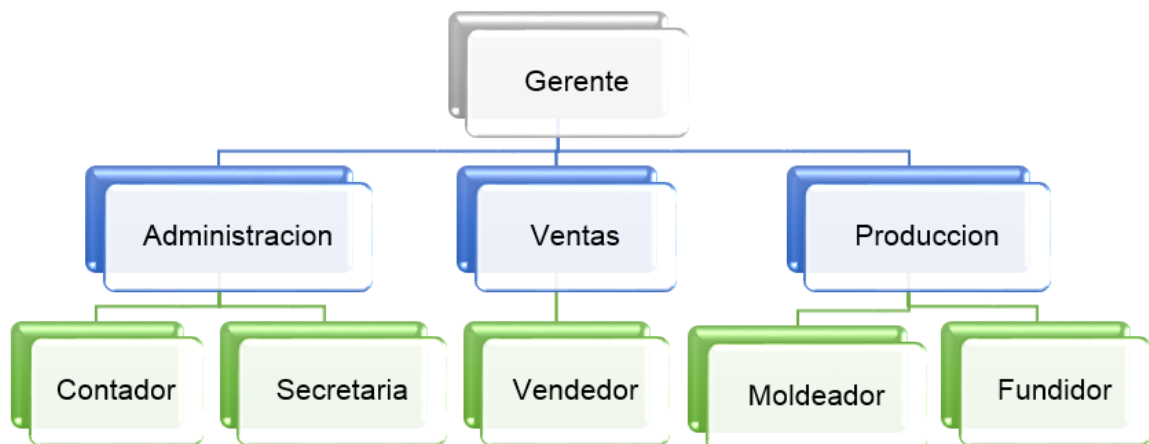 Gerente
Administracion
Ventas
Produccion
Contador
Secretaria
Vendedor
Moldeador
Fundidor